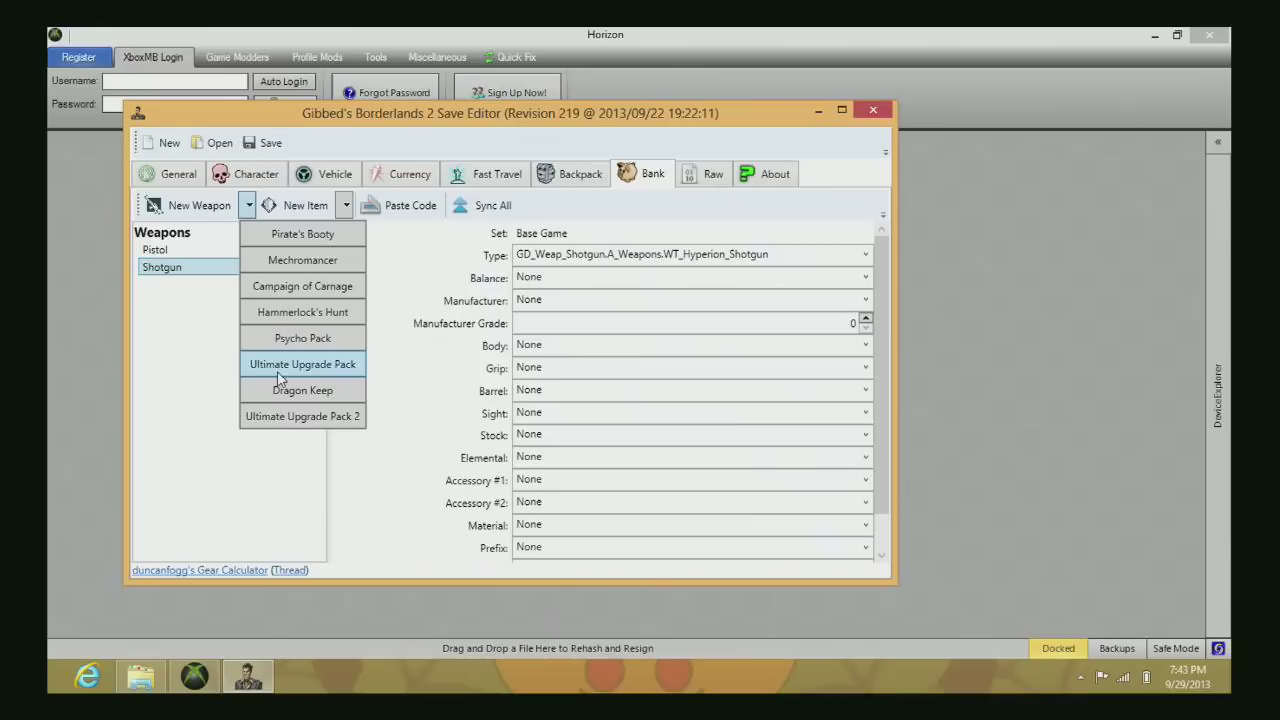 Horizon
Register XboxMB Login Game Modders Profile Mods Tools Miscellaneous Quick Fix
Username: Auto Login Forgot Password Sign Up Now!
Password:
Gibbed's Borderlands 2 Save Editor (Revision 219 @ 2013/09/22 19:22:11)
New Open Save
General Character Vehicle Currency Fast Travel Backpack Bank Raw About
New Weapon New Item Paste Code Sync All
Weapons
Pistol
Shotgun
Pirate's Booty
Mechromancer
Campaign of Carnage
Hammerlock's Hunt
Psycho Pack
Ultimate Upgrade Pack
Dragon Keep
Ultimate Upgrade Pack 2
Set: Base Game
Type: GD_Weap_Shotgun.A_Weapons.WT_Hyperion_Shotgun
Balance: None
Manufacturer: None
Manufacturer Grade: 0
Body: None
Grip: None
Barrel: None
Sight: None
Stock: None
Elemental: None
Accessory #1: None
Accessory #2: None
Material: None
Prefix: None
duncanfogg's Gear Calculator (Thread)
DeviceExplorer
Drag and Drop a File Here to Rehash and Resign Docked Backups Safe Mode
7:43 PM
9/29/2013